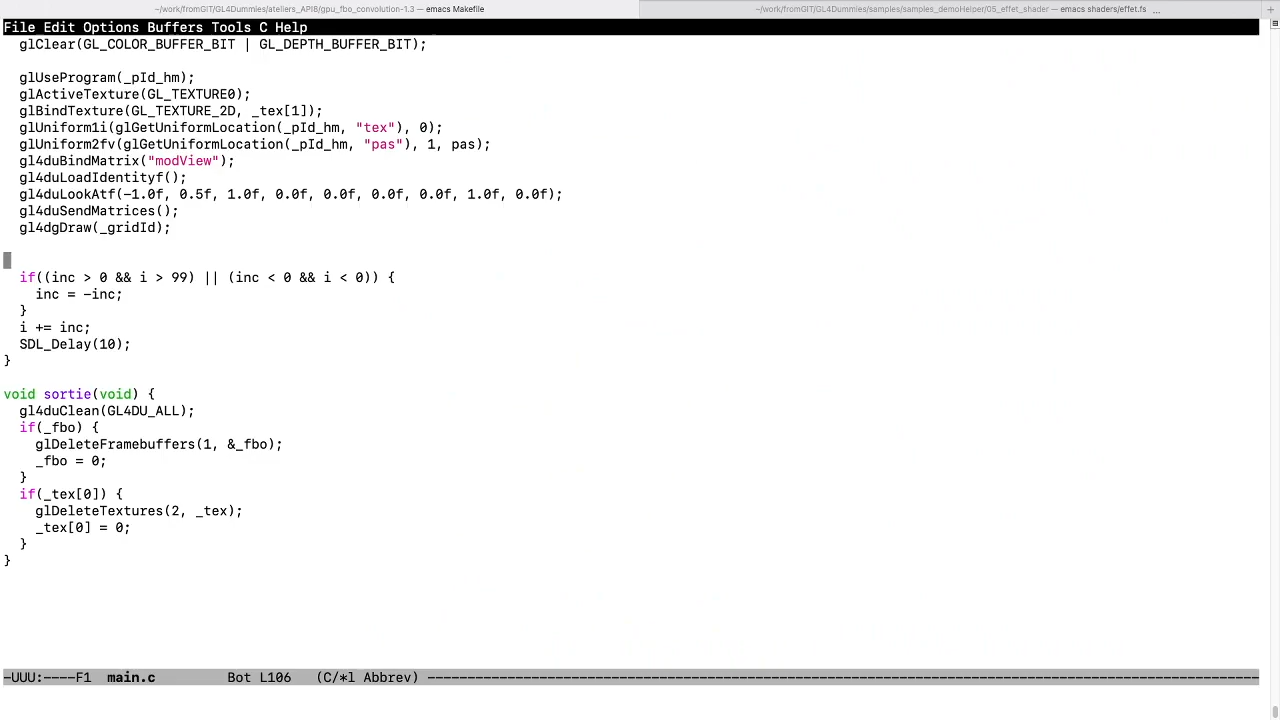 ~/work/fromGIT/GL4Dummies/ateliers_API8/gpu_fbo_convolution-1.3 — emacs Makefile
~/work/fromGIT/GL4Dummies/samples/samples_demoHelper/05_effet_shader — emacs shaders/effet.fs ...
File Edit Options Buffers Tools C Help
glClear(GL_COLOR_BUFFER_BIT | GL_DEPTH_BUFFER_BIT);
glUseProgram(_pId_hm);
glActiveTexture(GL_TEXTURE0);
glBindTexture(GL_TEXTURE_2D, _tex[1]);
glUniform1i(glGetUniformLocation(_pId_hm, "tex"), 0);
glUniform2fv(glGetUniformLocation(_pId_hm, "pas"), 1, pas);
gl4duBindMatrix("modView");
gl4duLoadIdentityf();
gl4duLookAtf(-1.0f, 0.5f, 1.0f, 0.0f, 0.0f, 0.0f, 0.0f, 1.0f, 0.0f);
gl4duSendMatrices();
gl4dgDraw(_gridId);
if((inc > 0 && i > 99) || (inc < 0 && i < 0)) {
inc = -inc;
}
i += inc;
SDL_Delay(10);
}
void sortie(void) {
gl4duClean(GL4DU_ALL);
if(_fbo) {
glDeleteFramebuffers(1, &_fbo);
_fbo = 0;
}
if(_tex[0]) {
glDeleteTextures(2, _tex);
_tex[0] = 0;
}
}
-UUU:----F1 main.c Bot L106 (C/*l Abbrev) --------------------------------------------------------------------------------------------------------